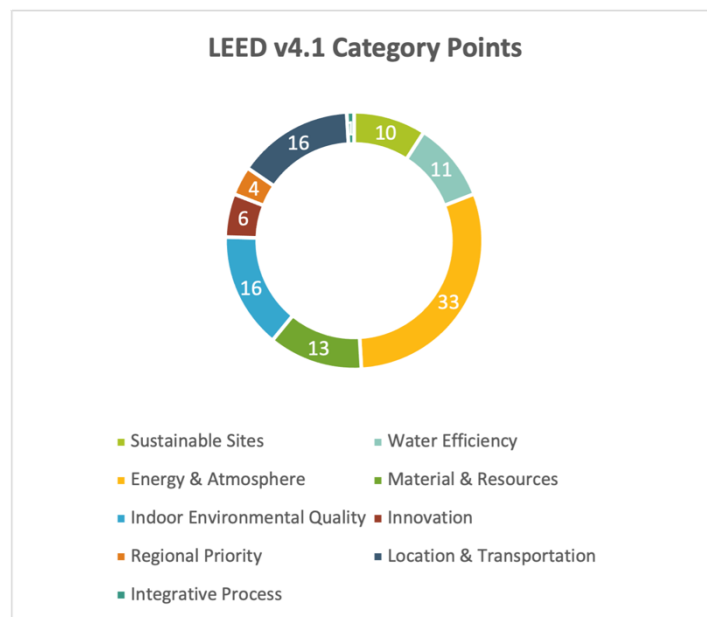 LEED v4.1 Category Points
10
11
33
13
16
6
4
16
Sustainable Sites
Water Efficiency
Energy & Atmosphere
Material & Resources
Indoor Environmental Quality
Innovation
Regional Priority
Location & Transportation
Integrative Process